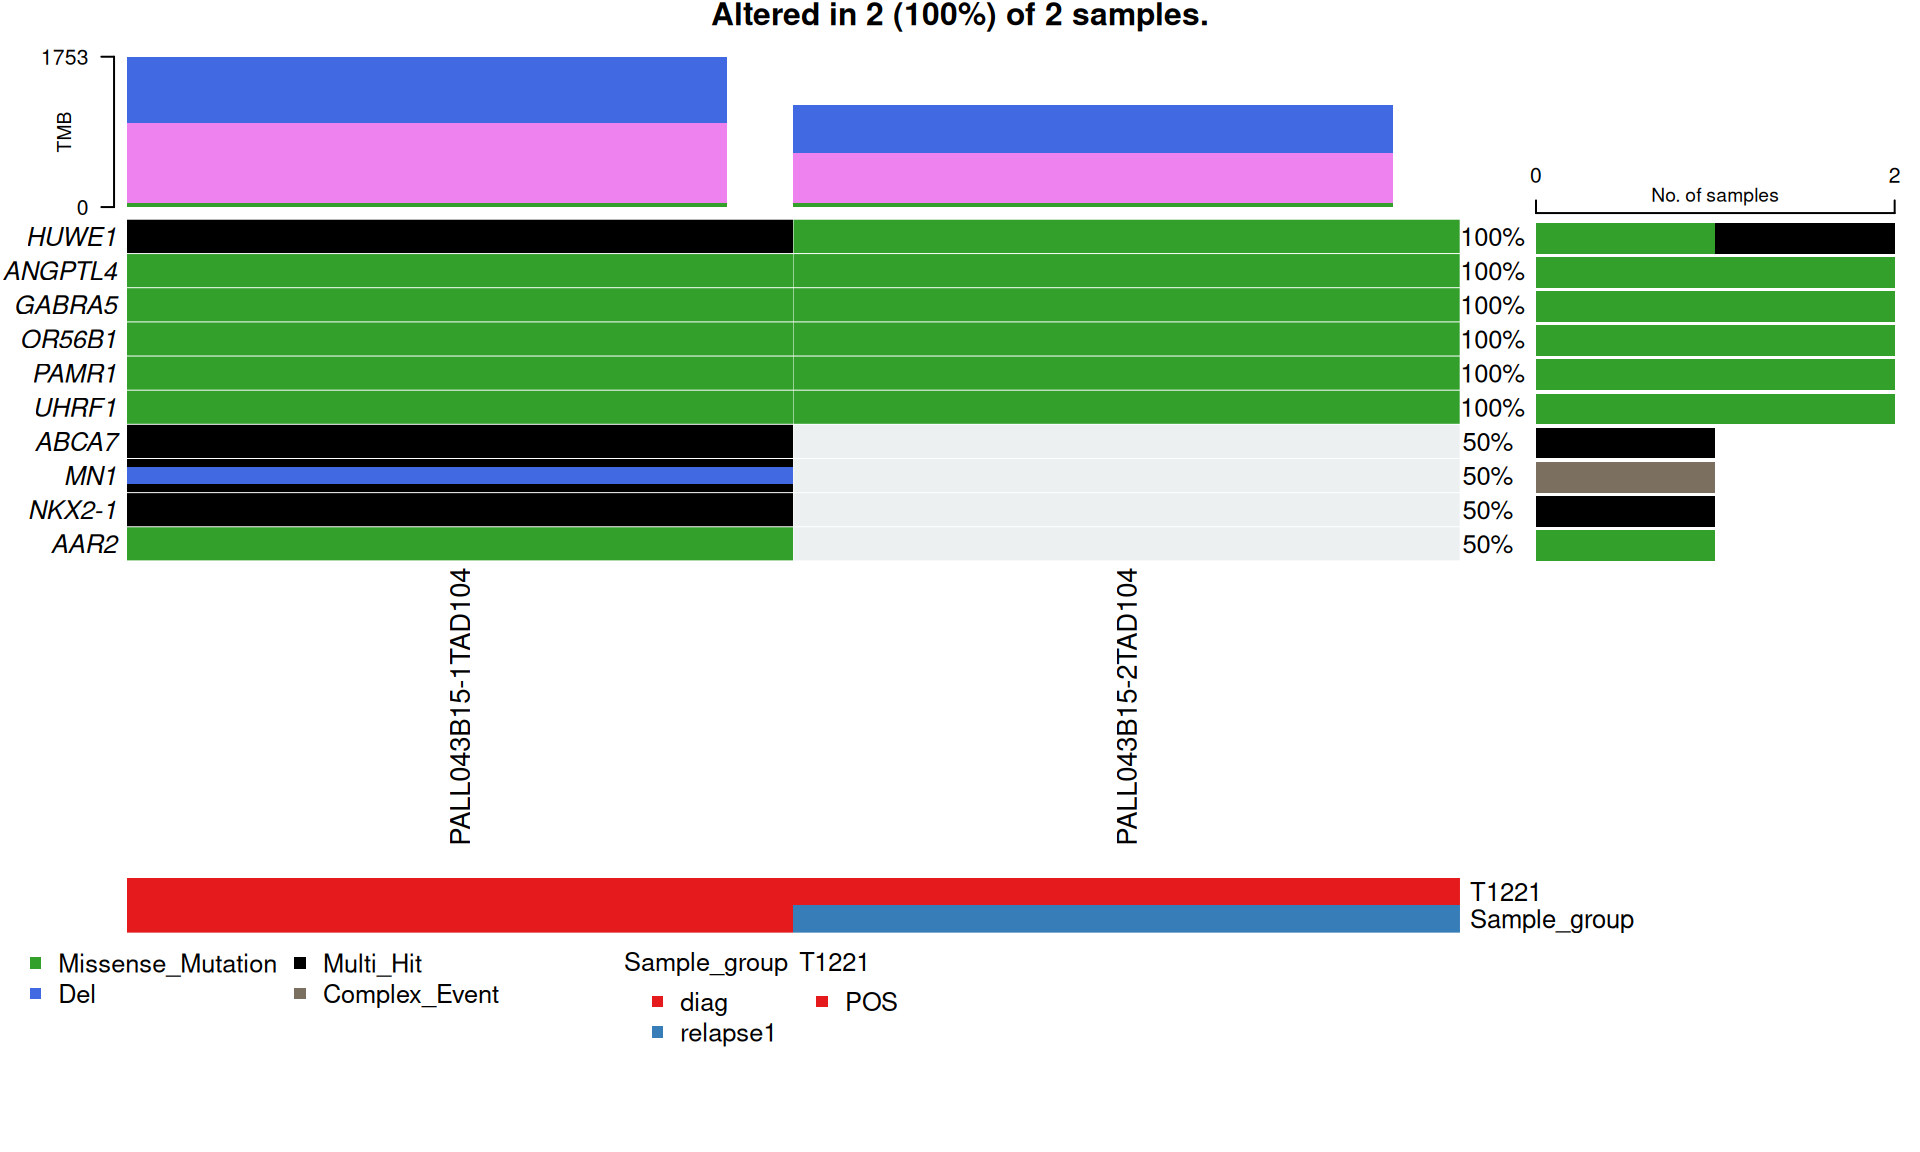 Altered in 2 (100%) of 2 samples.
1753
TMB
0
0 2
No. of samples
HUWE1 100%
ANGPTL4 100%
GABRA5 100%
OR56B1 100%
PAMR1 100%
UHRF1 100%
ABCA7 50%
MN1 50%
NKX2-1 50%
AAR2 50%
PALL043B15-1TAD104
PALL043B15-2TAD104
T1221
Sample_group
Missense_Mutation Multi_Hit
Del Complex_Event
Sample_group T1221
diag POS
relapse1